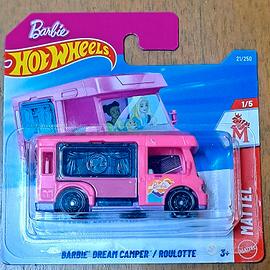 Barbie
HOT WHEELS
21/250
1/5
M
MATTEL
BARBIE DREAM CAMPER / ROULOTTE
3+